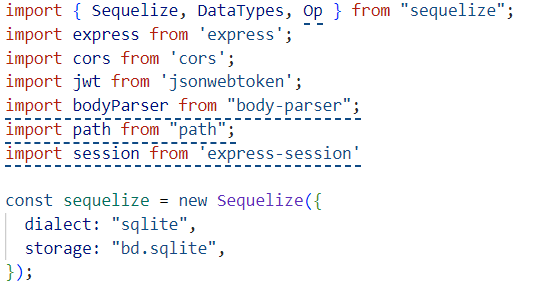 import { Sequelize, DataTypes, Op } from "sequelize";
import express from 'express';
import cors from 'cors';
import jwt from 'jsonwebtoken';
import bodyParser from "body-parser";
import path from "path";
import session from 'express-session'
const sequelize = new Sequelize({
dialect: "sqlite",
storage: "bd.sqlite",
});